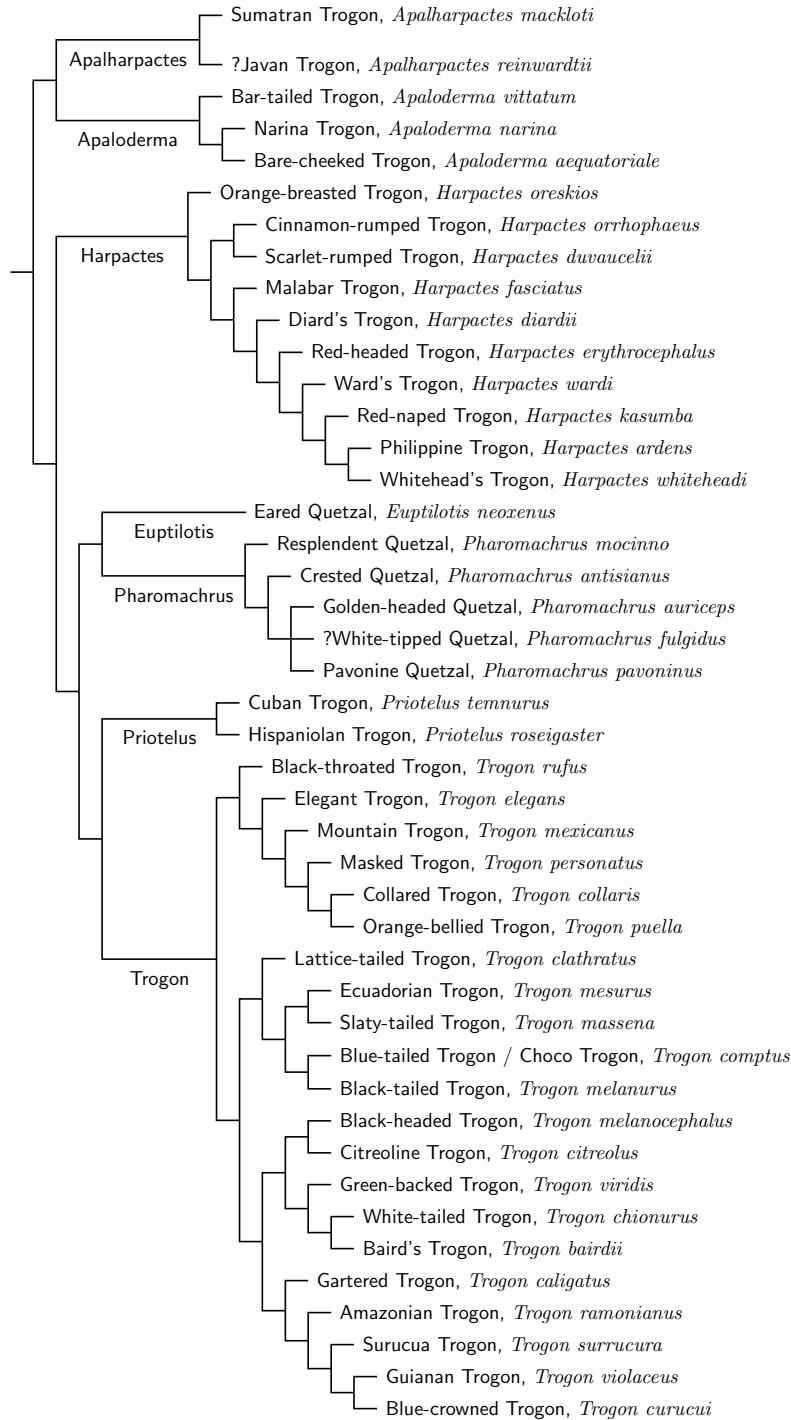 Sumatran Trogon, Apalharpactes mackloti
Apalharpactes
?Javan Trogon, Apalharpactes reinwardtii
Bar-tailed Trogon, Apaloderma vittatum
Narina Trogon, Apaloderma narina
Apaloderma
Bare-cheeked Trogon, Apaloderma aequatoriale
Orange-breasted Trogon, Harpactes oreskios
Cinnamon-rumped Trogon, Harpactes orrhophaeus
Harpactes
Scarlet-rumped Trogon, Harpactes duvaucelii
Malabar Trogon, Harpactes fasciatus
Diard's Trogon, Harpactes diardii
Red-headed Trogon, Harpactes erythrocephalus
Ward's Trogon, Harpactes wardi
Red-naped Trogon, Harpactes kasumba
Philippine Trogon, Harpactes ardens
Whitehead's Trogon, Harpactes whiteheadi
Eared Quetzal, Euptilotis neoxenus
Euptilotis
Resplendent Quetzal, Pharomachrus mocinno
Crested Quetzal, Pharomachrus antisianus
Pharomachrus
Golden-headed Quetzal, Pharomachrus auriceps
?White-tipped Quetzal, Pharomachrus fulgidus
Pavonine Quetzal, Pharomachrus pavoninus
Cuban Trogon, Priotelus temnurus
Priotelus
Hispaniolan Trogon, Priotelus roseigaster
Black-throated Trogon, Trogon rufus
Elegant Trogon, Trogon elegans
Mountain Trogon, Trogon mexicanus
Masked Trogon, Trogon personatus
Collared Trogon, Trogon collaris
Orange-bellied Trogon, Trogon puella
Lattice-tailed Trogon, Trogon clathratus
Trogon
Ecuadorian Trogon, Trogon mesurus
Slaty-tailed Trogon, Trogon massena
Blue-tailed Trogon / Choco Trogon, Trogon comptus
Black-tailed Trogon, Trogon melanurus
Black-headed Trogon, Trogon melanocephalus
Citreoline Trogon, Trogon citreolus
Green-backed Trogon, Trogon viridis
White-tailed Trogon, Trogon chionurus
Baird's Trogon, Trogon bairdii
Gartered Trogon, Trogon caligatus
Amazonian Trogon, Trogon ramonianus
Surucua Trogon, Trogon surrucura
Guianan Trogon, Trogon violaceus
Blue-crowned Trogon, Trogon curucui